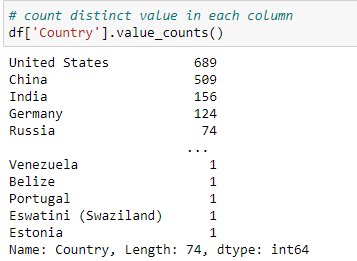 # count distinct value in each column
df['Country'].value_counts()
United States 689
China 509
India 156
Germany 124
Russia 74
...
Venezuela 1
Belize 1
Portugal 1
Eswatini (Swaziland) 1
Estonia 1
Name: Country, Length: 74, dtype: int64